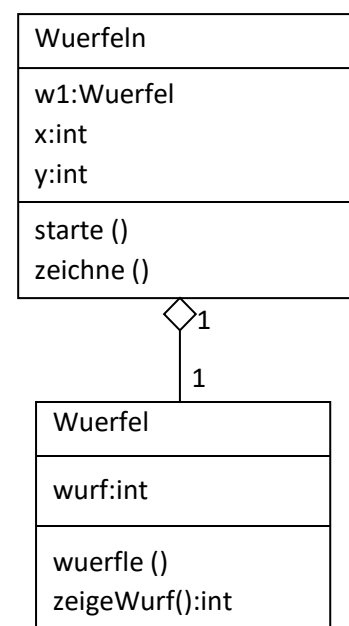 Wuerfeln
w1:Wuerfel
x:int
y:int
starte ()
zeichne ()
1
1
Wuerfel
wurf:int
wuerfle ()
zeigeWurf():int